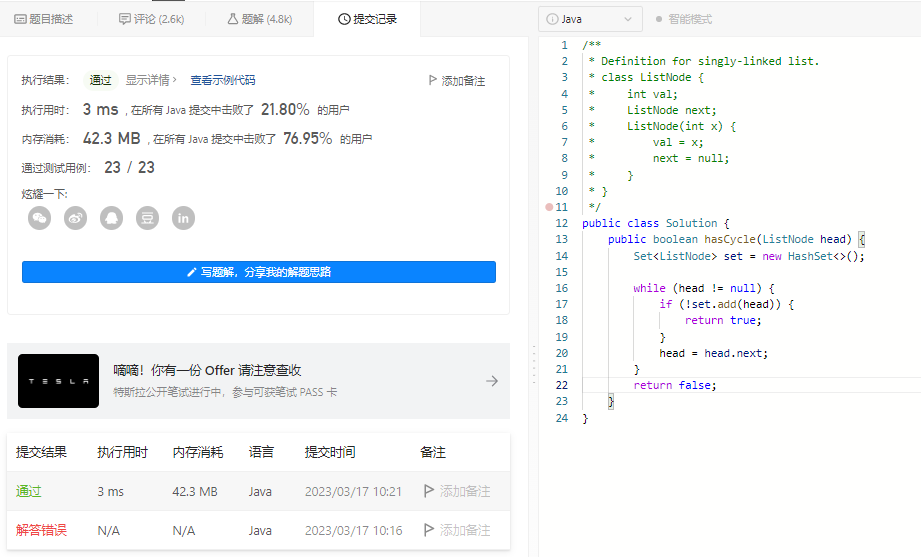 题目描述
评论 (2.6k)
题解 (4.8k)
提交记录
执行结果： 通过 显示详情 › 查看示例代码 添加备注
执行用时： 3 ms , 在所有 Java 提交中击败了 21.80% 的用户
内存消耗： 42.3 MB , 在所有 Java 提交中击败了 76.95% 的用户
通过测试用例： 23 / 23
炫耀一下:
豆
in
写题解，分享我的解题思路
TESLA
嘀嘀！你有一份 Offer 请注意查收
特斯拉公开笔试进行中，参与可获笔试 PASS 卡
提交结果 执行用时 内存消耗 语言 提交时间 备注
通过 3 ms 42.3 MB Java 2023/03/17 10:21 添加备注
解答错误 N/A N/A Java 2023/03/17 10:16 添加备注
Java
智能模式
1 /**
2 * Definition for singly-linked list.
3 * class ListNode {
4 *     int val;
5 *     ListNode next;
6 *     ListNode(int x) {
7 *         val = x;
8 *         next = null;
9 *     }
10 * }
11 */
12 public class Solution {
13     public boolean hasCycle(ListNode head) {
14         Set<ListNode> set = new HashSet<>();
15
16         while (head != null) {
17             if (!set.add(head)) {
18                 return true;
19             }
20             head = head.next;
21         }
22         return false;
23     }
24 }